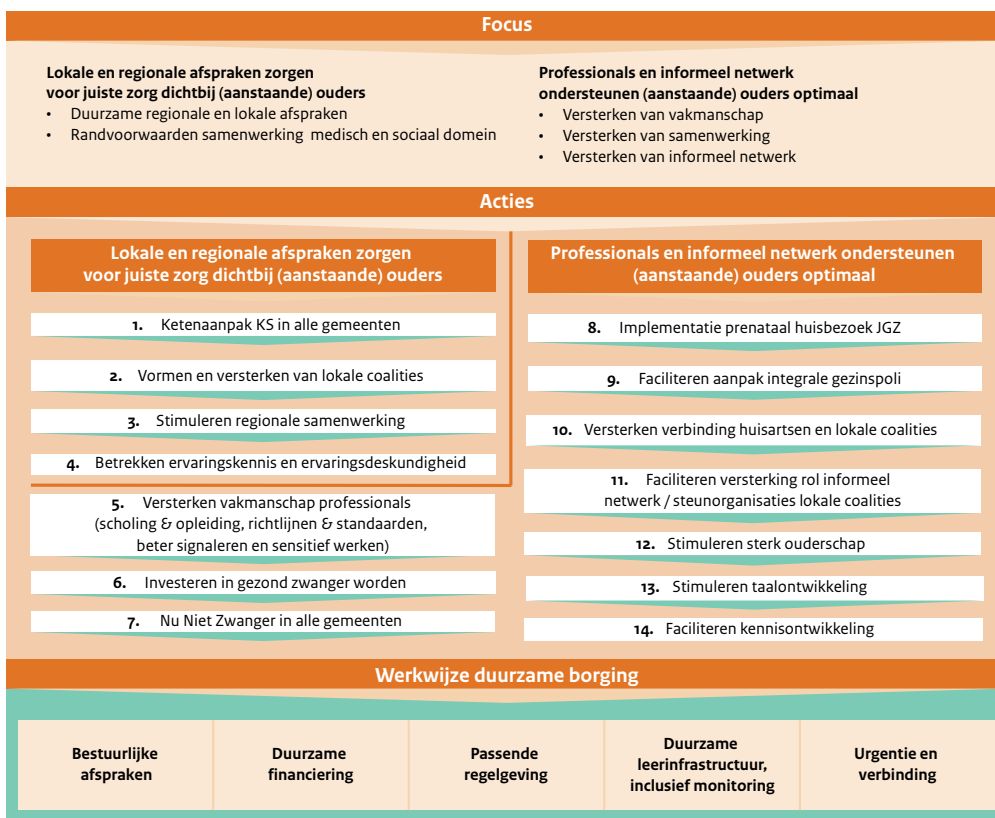 Focus
Lokale en regionale afspraken zorgen
voor juiste zorg dichtbij (aanstaande) ouders
• Duurzame regionale en lokale afspraken
• Randvoorwaarden samenwerking medisch en sociaal domein
Professionals en informeel netwerk
ondersteunen (aanstaande) ouders optimaal
• Versterken van vakmanschap
• Versterken van samenwerking
• Versterken van informeel netwerk
Acties
Lokale en regionale afspraken zorgen
voor juiste zorg dichtbij (aanstaande) ouders
1. Ketenaanpak KS in alle gemeenten
2. Vormen en versterken van lokale coalities
3. Stimuleren regionale samenwerking
4. Betrekken ervaringskennis en ervaringsdeskundigheid
5. Versterken vakmanschap professionals
(scholing & opleiding, richtlijnen & standaarden,
beter signaleren en sensitief werken)
6. Investeren in gezond zwanger worden
7. Nu Niet Zwanger in alle gemeenten
Professionals en informeel netwerk ondersteunen
(aanstaande) ouders optimaal
8. Implementatie prenataal huisbezoek JGZ
9. Faciliteren aanpak integrale gezinspoli
10. Versterken verbinding huisartsen en lokale coalities
11. Faciliteren versterking rol informeel
netwerk / steunorganisaties lokale coalities
12. Stimuleren sterk ouderschap
13. Stimuleren taalontwikkeling
14. Faciliteren kennisontwikkeling
Werkwijze duurzame borging
Bestuurlijke
afspraken
Duurzame
financiering
Passende
regelgeving
Duurzame
leerinfrastructuur,
inclusief monitoring
Urgentie en
verbinding